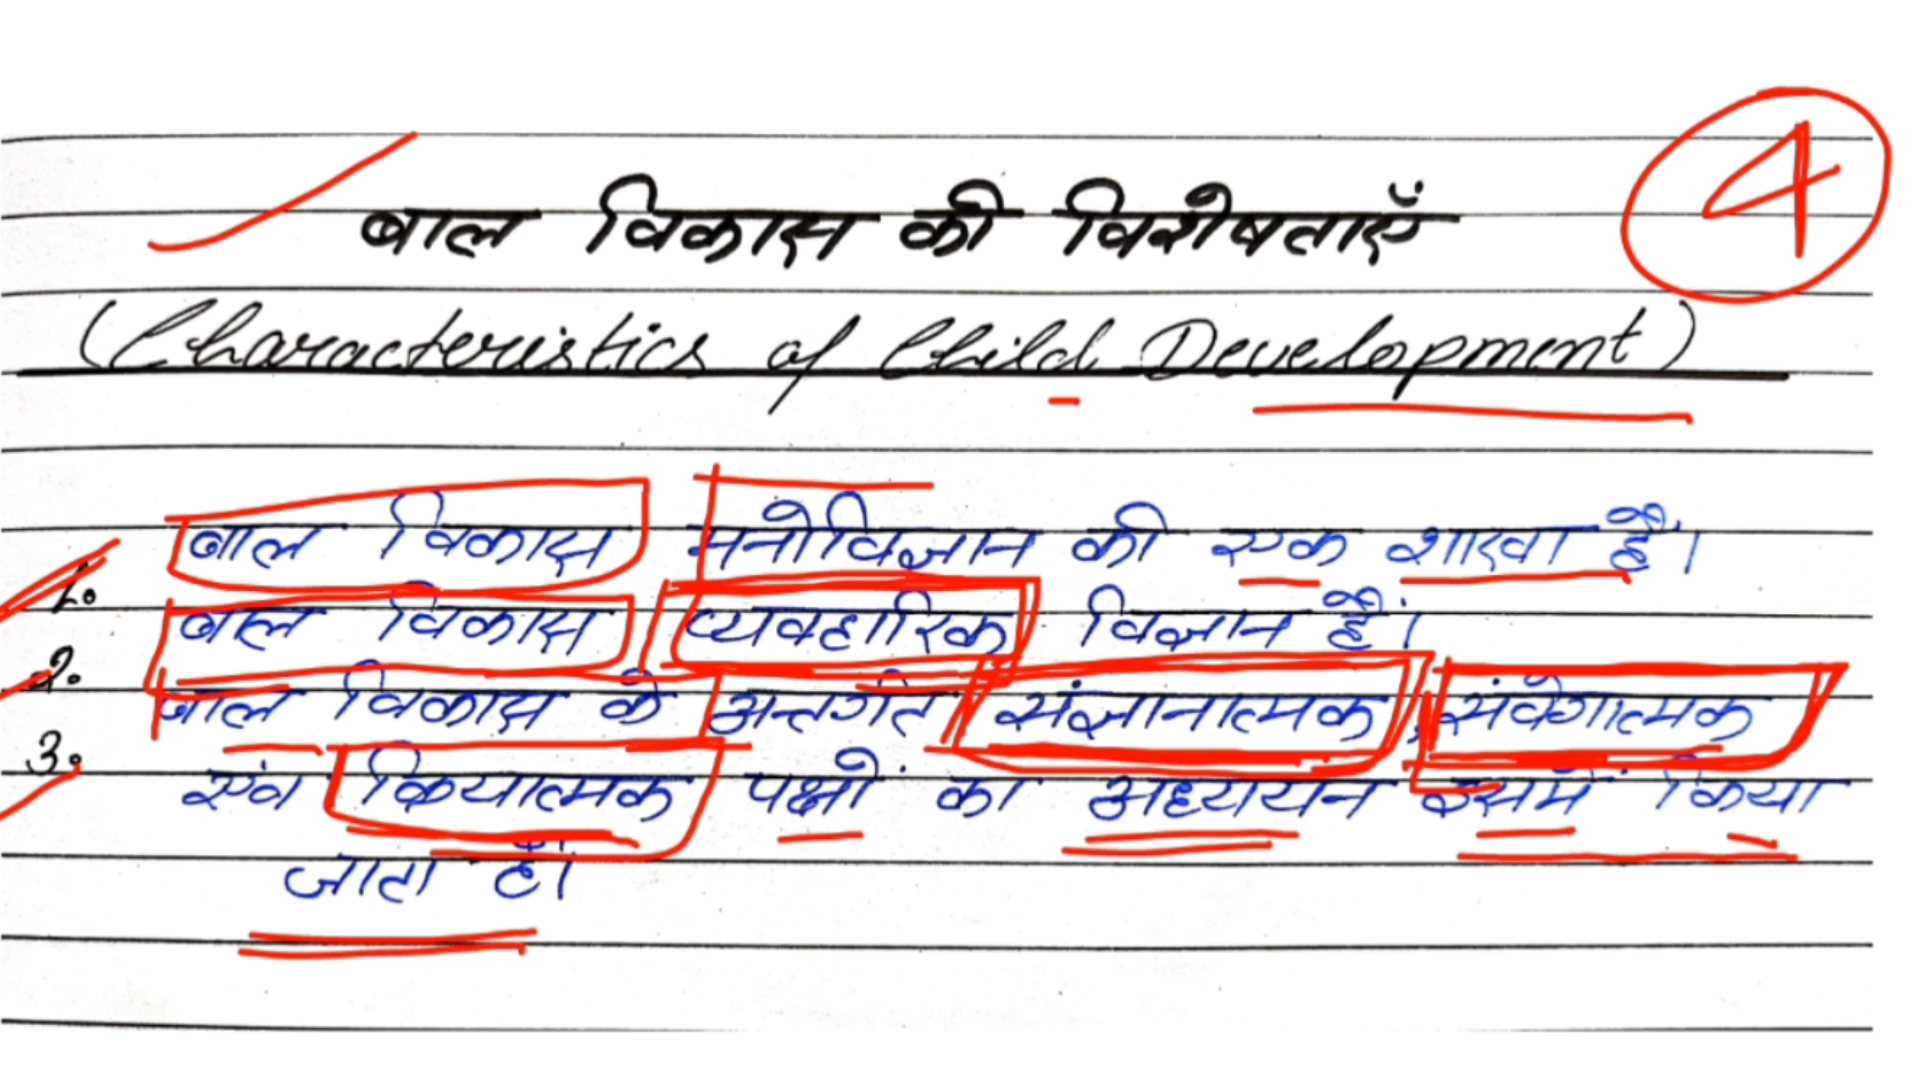 4
बाल विकास की विशेषताएँ
(Characteristics of Child Development)
1. बाल विकास मनोविज्ञान की एक शाखा है।
2. बाल विकास व्यवहारिक विज्ञान है।
3. बाल विकास के अन्तर्गत संज्ञानात्मक, संवेगात्मक
एंव क्रियात्मक पक्षों का अध्ययन इसमें किया
जाता है।